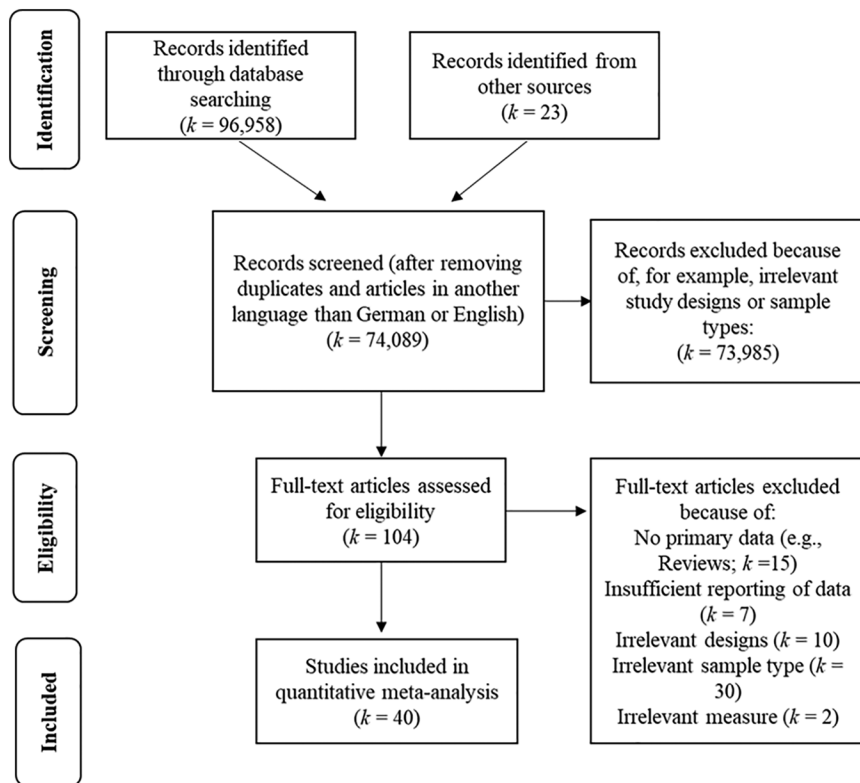 Identification
Records identified
through database
searching
(k = 96,958)
Records identified from
other sources
(k = 23)
Screening
Records screened (after removing
duplicates and articles in another
language than German or English)
(k = 74,089)
Records excluded because
of, for example, irrelevant
study designs or sample
types:
(k = 73,985)
Eligibility
Full-text articles assessed
for eligibility
(k = 104)
Full-text articles excluded
because of:
No primary data (e.g.,
Reviews; k =15)
Insufficient reporting of data
(k = 7)
Irrelevant designs (k = 10)
Irrelevant sample type (k =
30)
Irrelevant measure (k = 2)
Included
Studies included in
quantitative meta-analysis
(k = 40)